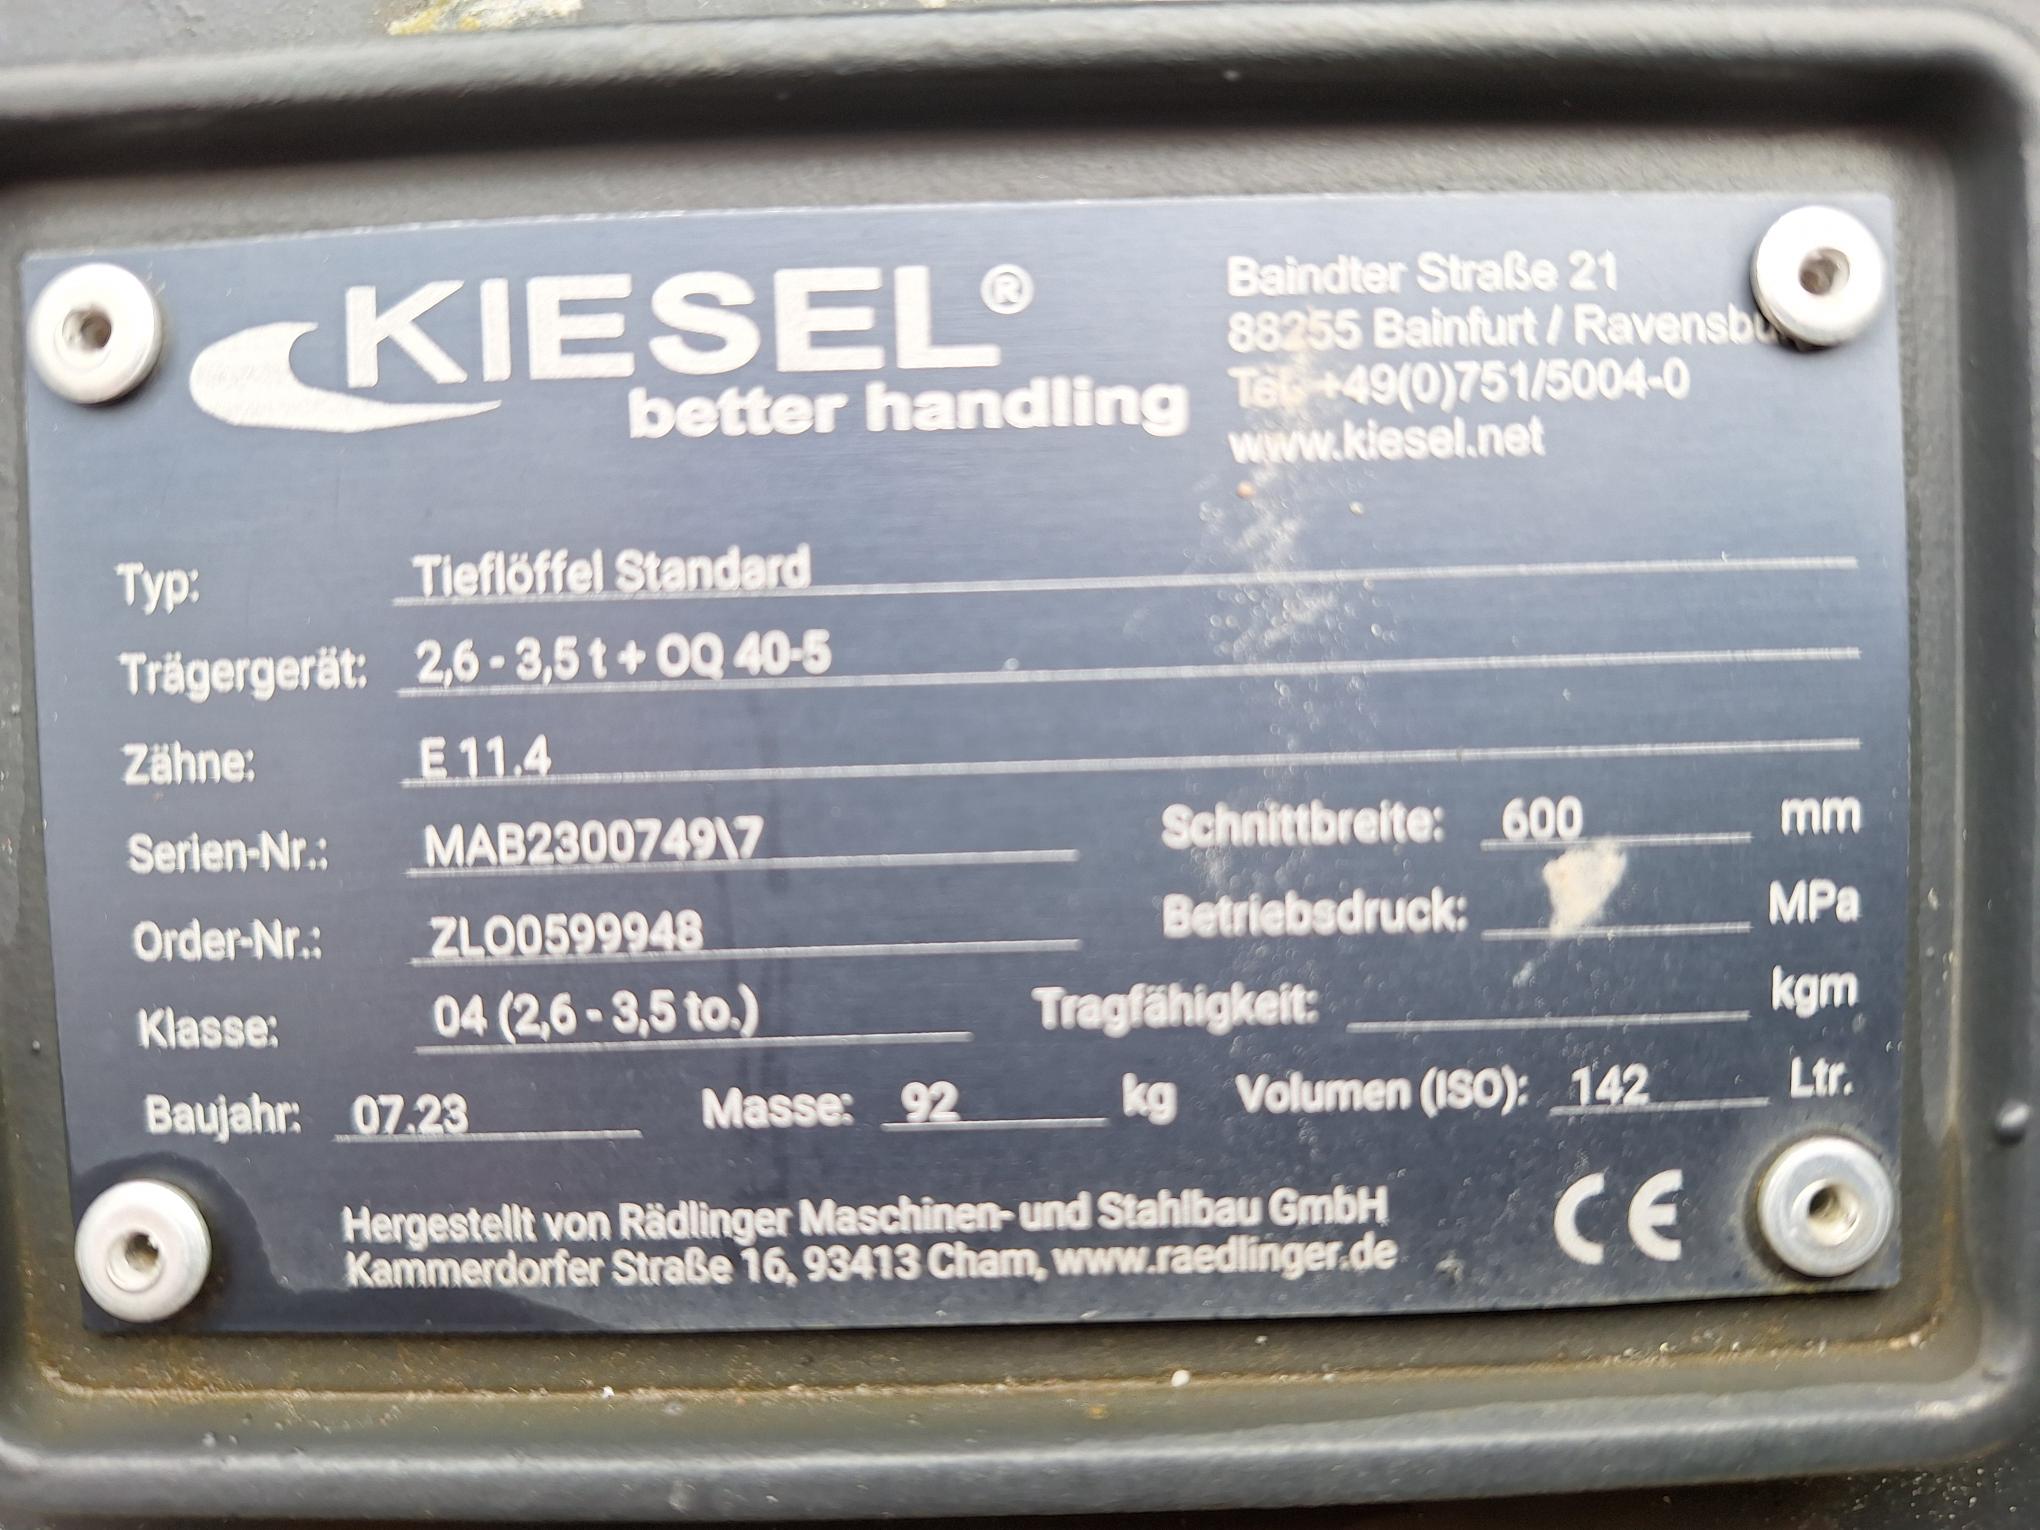 KIESEL®
better handling
Baindter Straße 21
88255 Bainfurt / Ravensbu
Tel. +49(0)751/5004-0
www.kiesel.net
Typ: Tieflöffel Standard
Trägergerät: 2,6 - 3,5 t + OQ 40-5
Zähne: E 11.4
Serien-Nr.: MAB2300749\7 Schnittbreite: 600 mm
Order-Nr.: ZLO0599948 Betriebsdruck: MPa
Klasse: 04 (2,6 - 3,5 to.) Tragfähigkeit: kgm
Baujahr: 07.23 Masse: 92 kg Volumen (ISO): 142 Ltr.
Hergestellt von Rädlinger Maschinen- und Stahlbau GmbH
Kammerdorfer Straße 16, 93413 Cham, www.raedlinger.de
CE